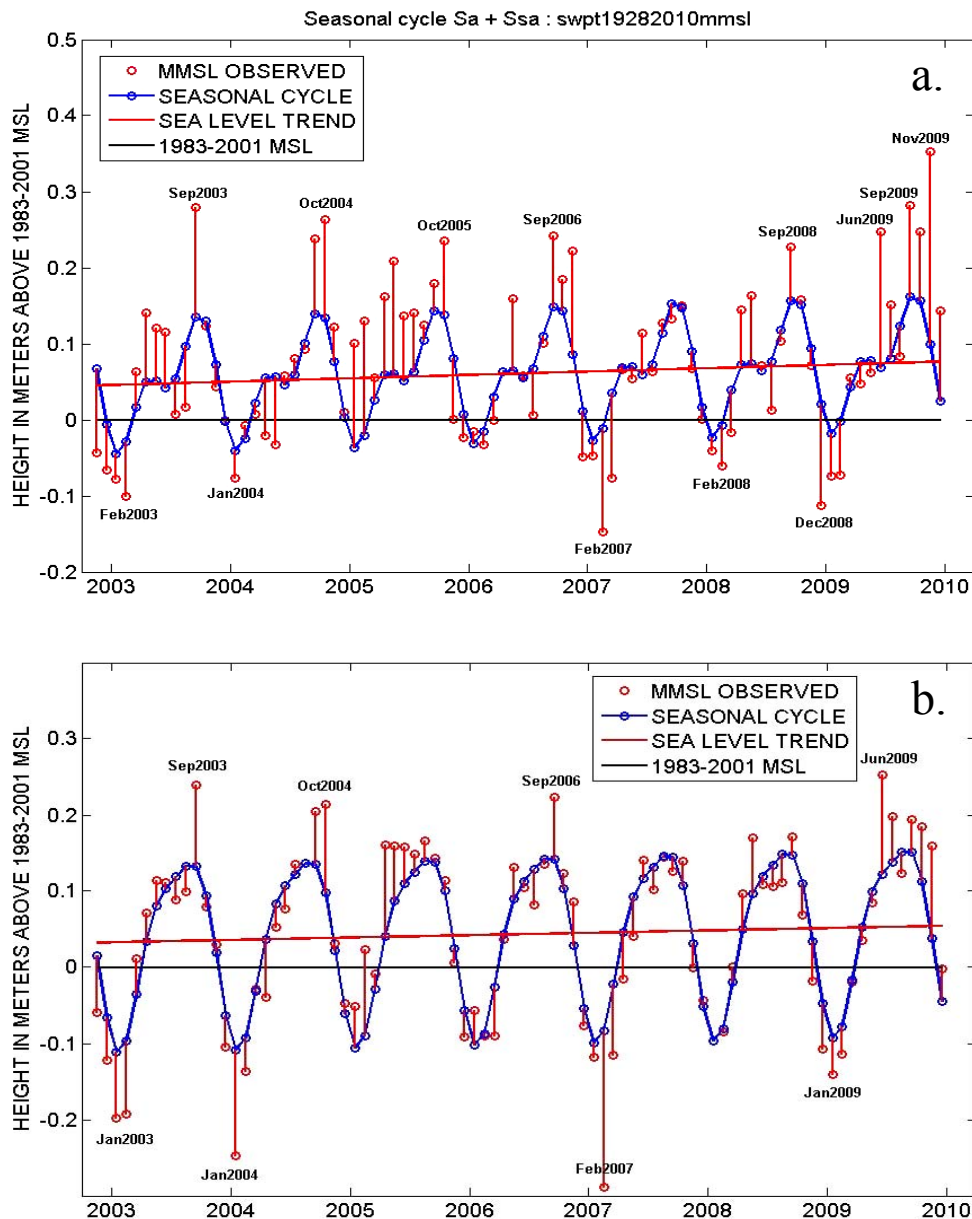 Seasonal cycle Sa + Ssa : swpt19282010mmsl
a.
HEIGHT IN METERS ABOVE 1983-2001 MSL
0.5
0.4
0.3
0.2
0.1
0
-0.1
-0.2
MMSL OBSERVED
SEASONAL CYCLE
SEA LEVEL TREND
1983-2001 MSL
Nov2009
Sep2003
Oct2004
Oct2005
Sep2006
Sep2008
Jun2009
Sep2009
Feb2003
Jan2004
Feb2007
Feb2008
Dec2008
2003 2004 2005 2006 2007 2008 2009 2010
b.
HEIGHT IN METERS ABOVE 1983-2001 MSL
0.3
0.2
0.1
0
-0.1
-0.2
MMSL OBSERVED
SEASONAL CYCLE
SEA LEVEL TREND
1983-2001 MSL
Sep2003
Oct2004
Sep2006
Jun2009
Jan2003
Jan2004
Feb2007
Jan2009
2003 2004 2005 2006 2007 2008 2009 2010